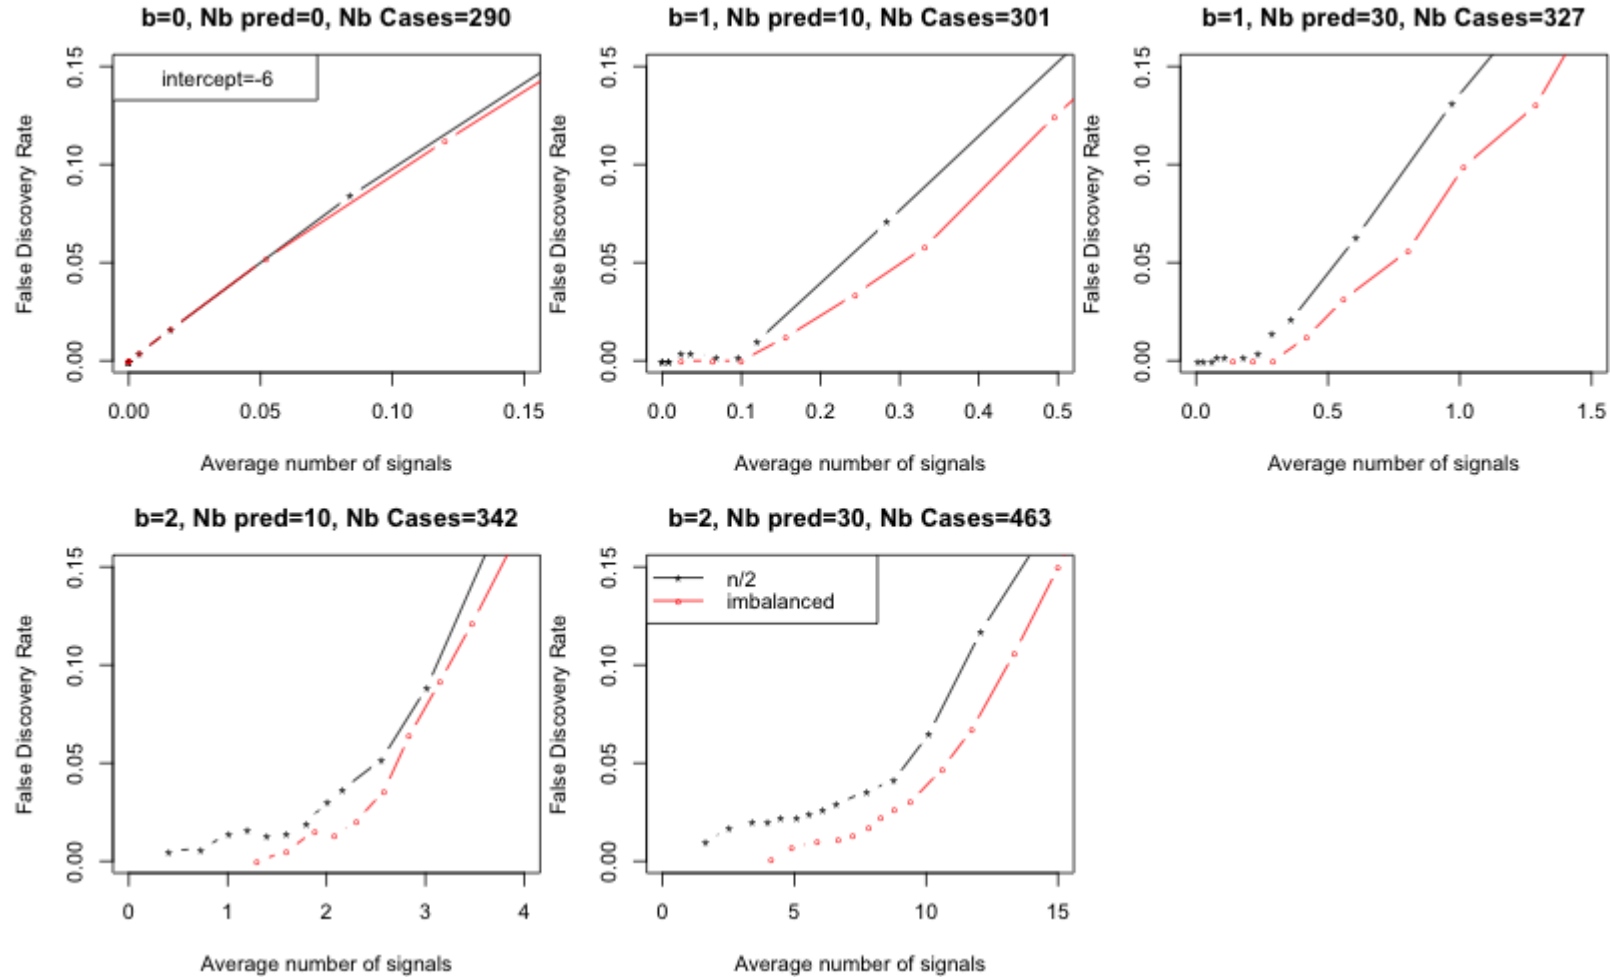 b=0, Nb pred=0, Nb Cases=290
intercept=-6
False Discovery Rate
0.00 0.05 0.10 0.15
0.00 0.05 0.10 0.15
Average number of signals
b=1, Nb pred=10, Nb Cases=301
False Discovery Rate
0.00 0.05 0.10 0.15
0.0 0.1 0.2 0.3 0.4 0.5
Average number of signals
b=1, Nb pred=30, Nb Cases=327
False Discovery Rate
0.00 0.05 0.10 0.15
0.0 0.5 1.0 1.5
Average number of signals
b=2, Nb pred=10, Nb Cases=342
False Discovery Rate
0.00 0.05 0.10 0.15
0 1 2 3 4
Average number of signals
b=2, Nb pred=30, Nb Cases=463
n/2
imbalanced
False Discovery Rate
0.00 0.05 0.10 0.15
0 5 10 15
Average number of signals